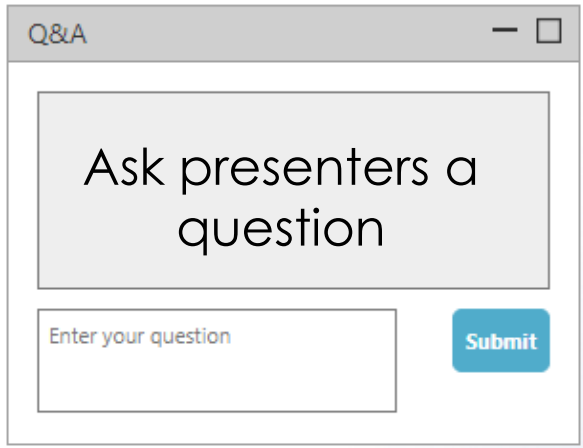 Q&A
Ask presenters a
question
Enter your question
Submit